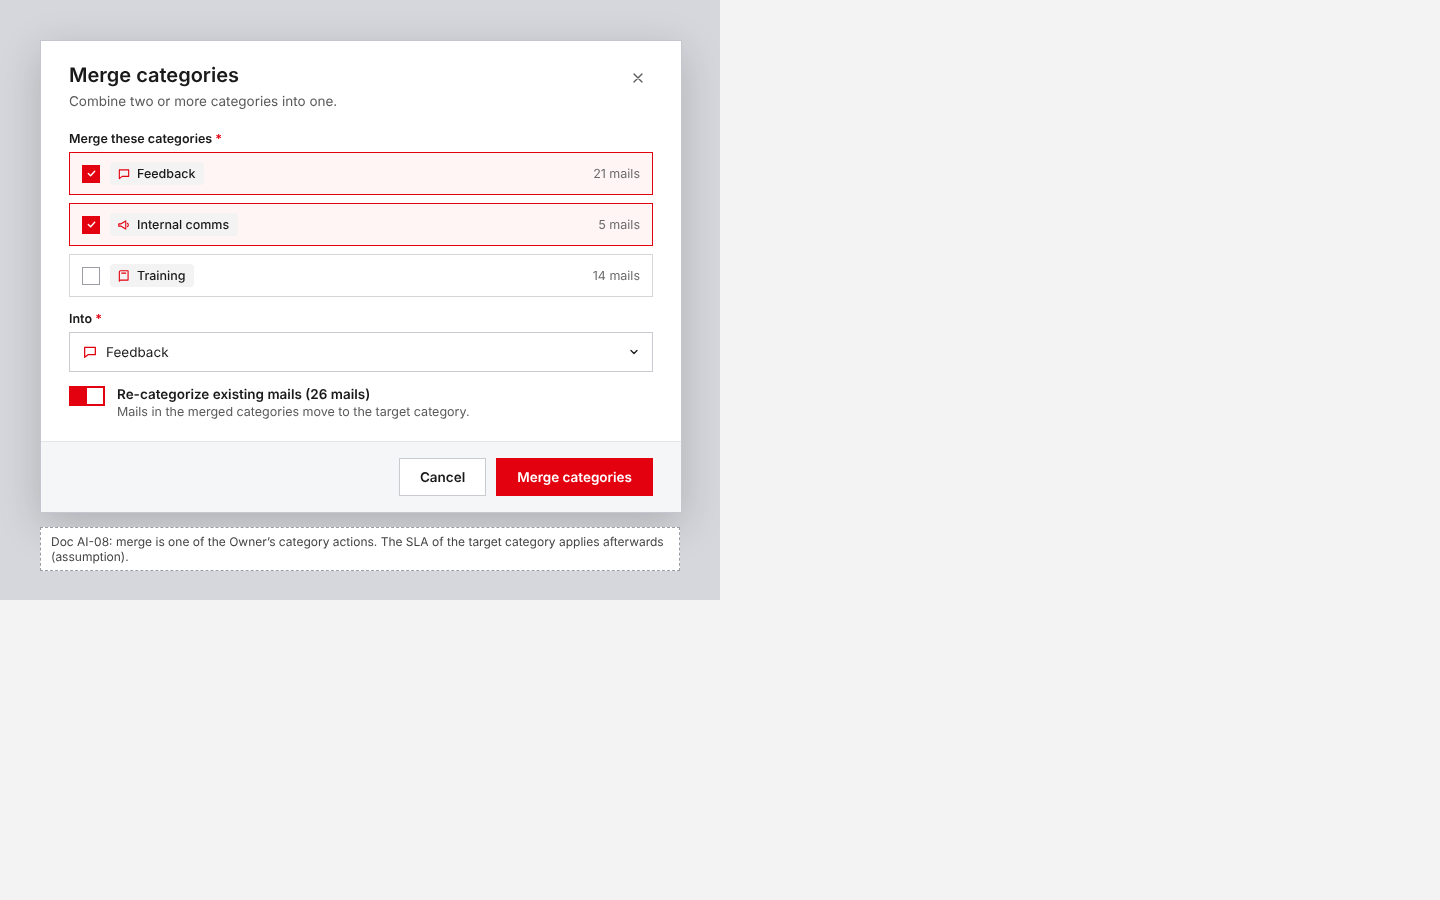 Merge categories
Combine two or more categories into one.
Merge these categories *
Feedback 21 mails
Internal comms 5 mails
Training 14 mails
Into *
Feedback
Re-categorize existing mails (26 mails)
Mails in the merged categories move to the target category.
Cancel Merge categories
Doc AI-08: merge is one of the Owner’s category actions. The SLA of the target category applies afterwards
(assumption).